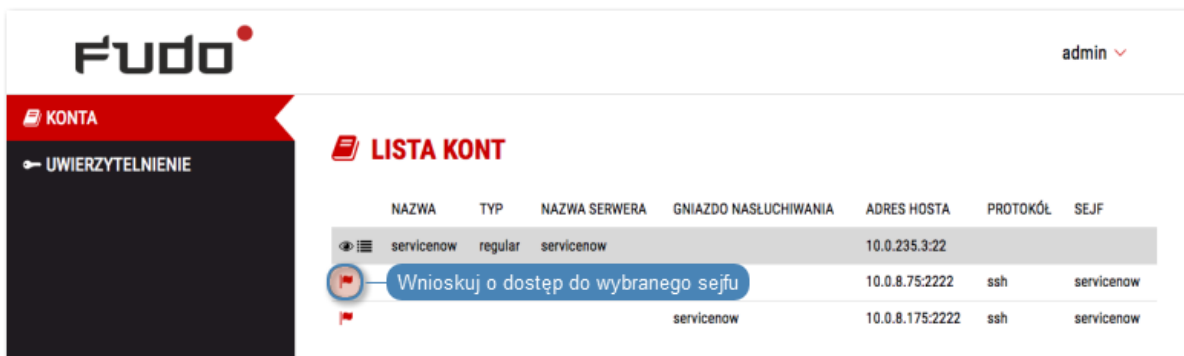 Fudo
admin
KONTA
UWIERZYTELNIENIE
LISTA KONT
NAZWA TYP NAZWA SERWERA GNIAZDO NASŁUCHIWANIA ADRES HOSTA PROTOKÓŁ SEJF
servicenow regular servicenow 10.0.235.3:22
Wnioskuj o dostęp do wybranego sejfu 10.0.8.75:2222 ssh servicenow
servicenow 10.0.8.175:2222 ssh servicenow